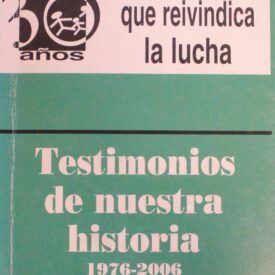 30
años
que reivindica
la lucha
Testimonios
de nuestra
historia
1976-2006